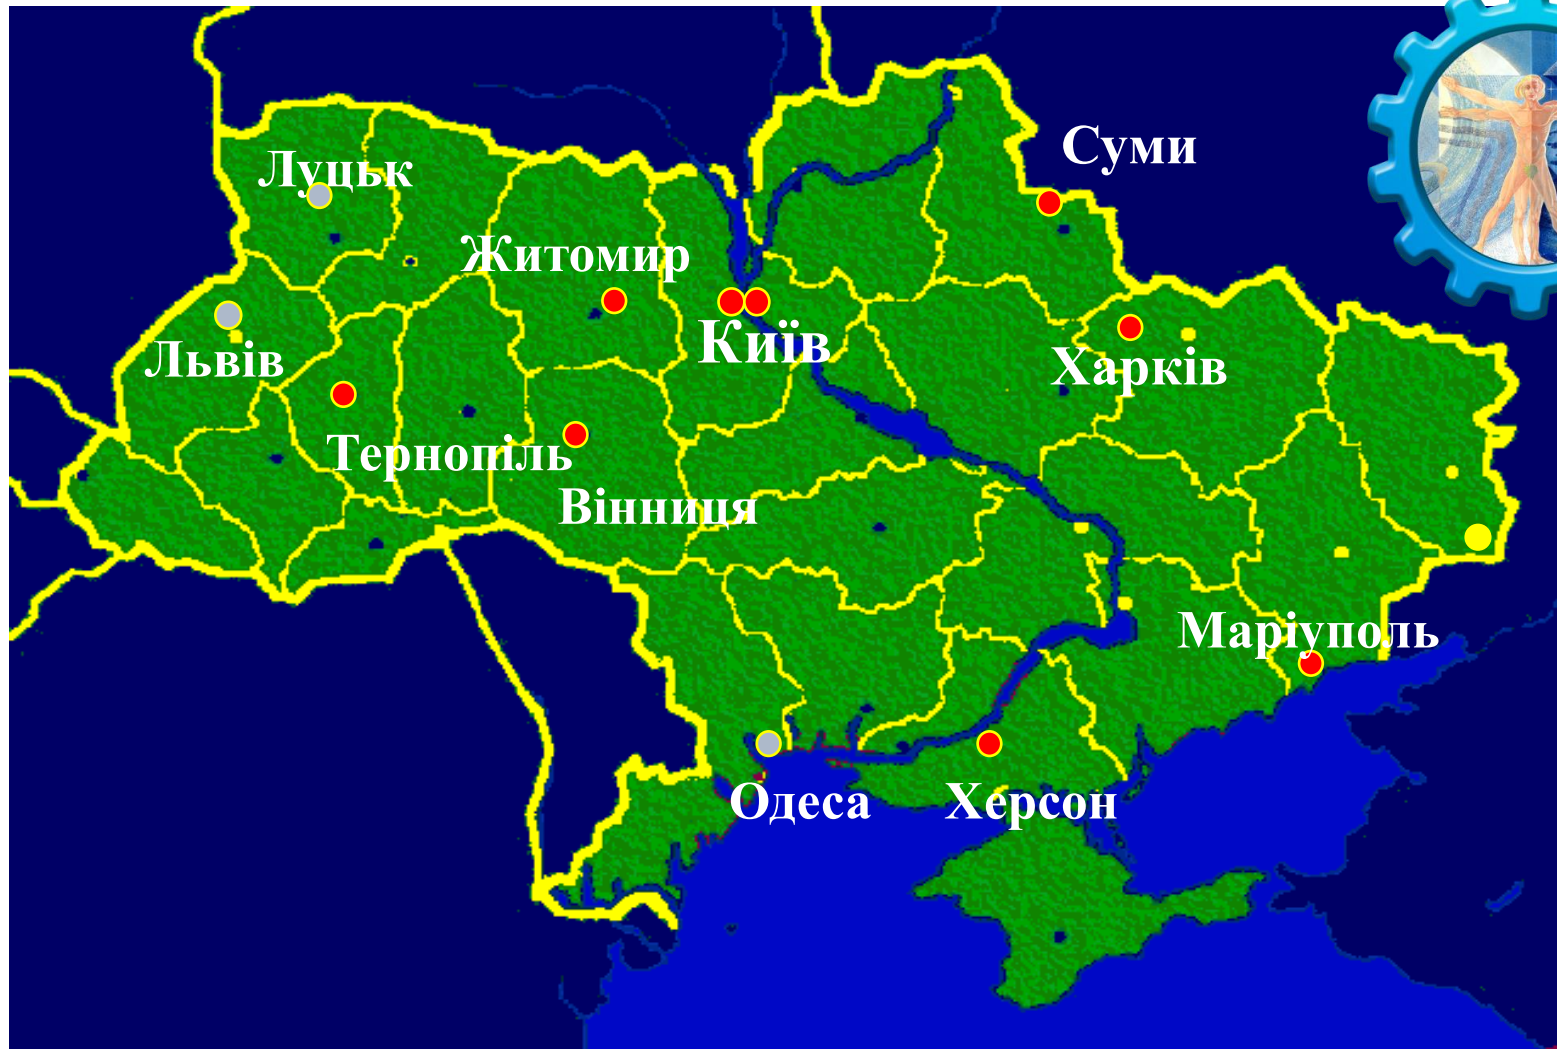 Суми
Луцьк
Житомир
Київ
Львів
Харків
Тернопіль
Вінниця
Маріуполь
Одеса
Херсон